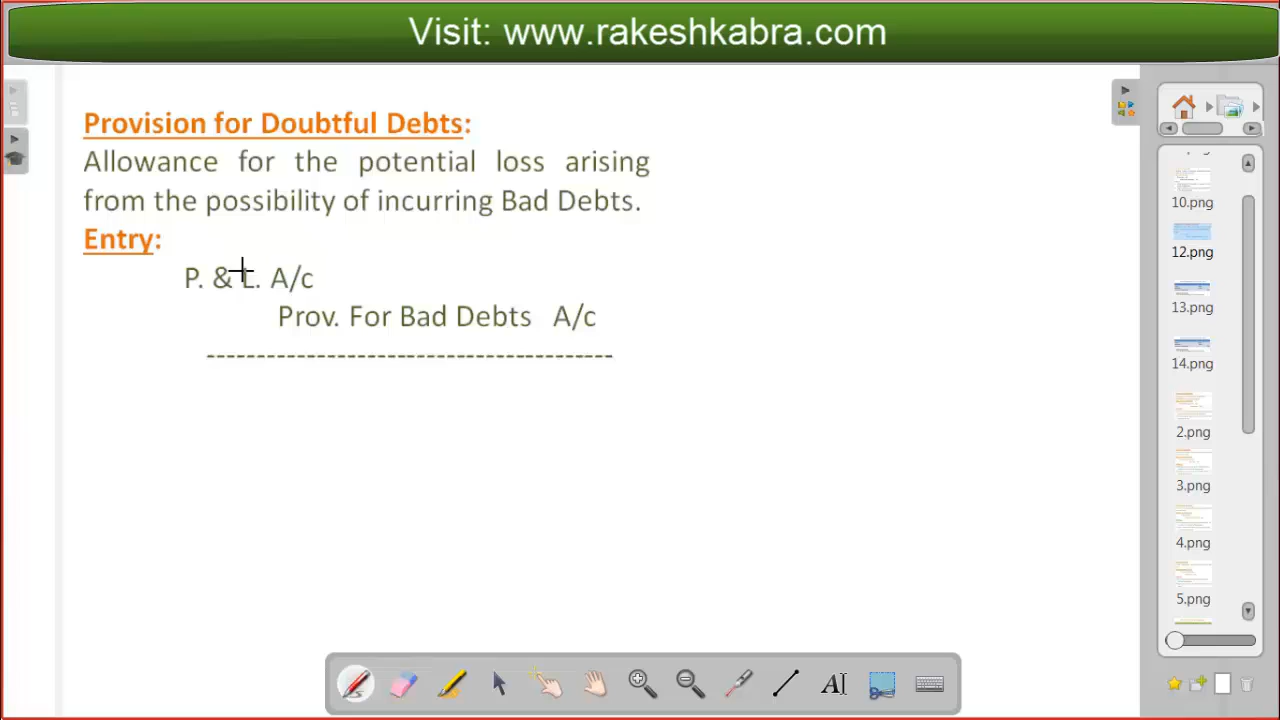 Visit: www.rakeshkabra.com
Provision for Doubtful Debts:
Allowance for the potential loss arising
from the possibility of incurring Bad Debts.
Entry:
P. & L. A/c
Prov. For Bad Debts A/c
----------------------------------------
10.png
12.png
13.png
14.png
2.png
3.png
4.png
5.png